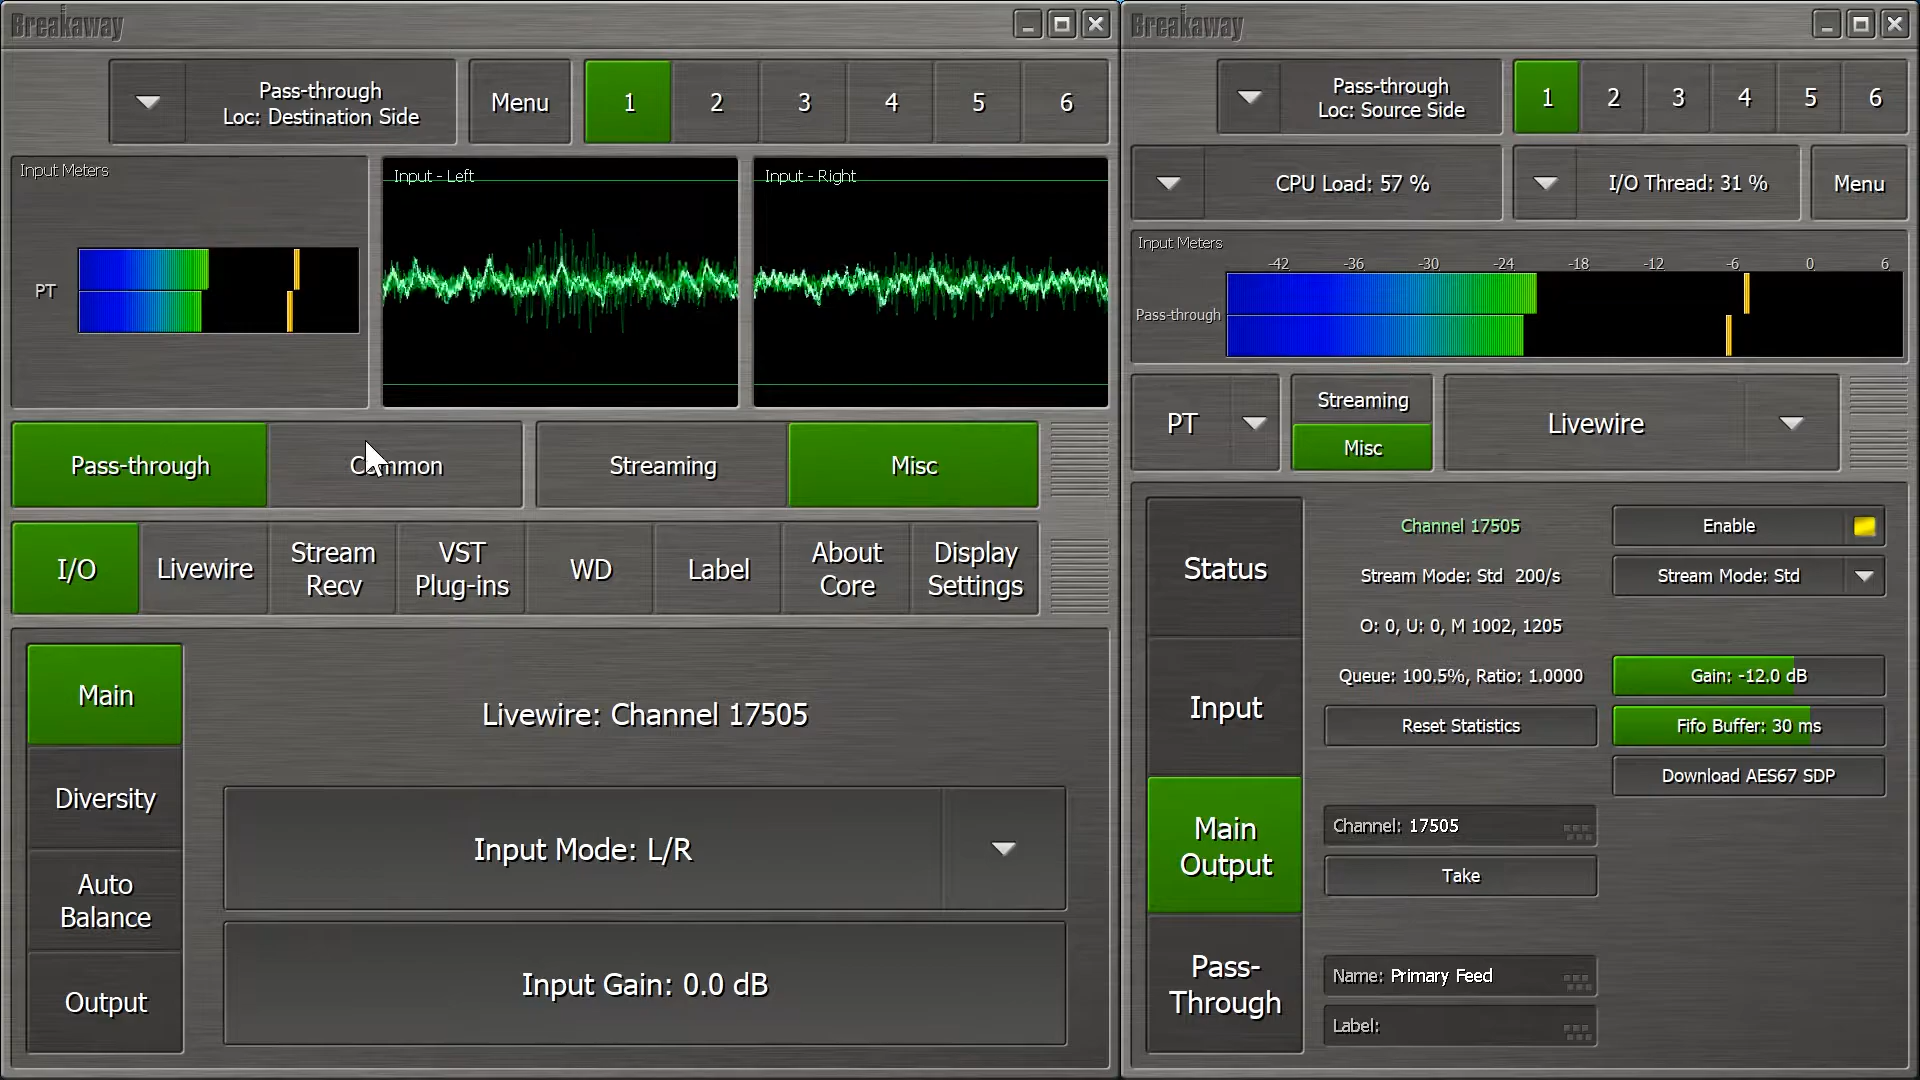 Breakaway
Pass-through
Loc: Destination Side
Menu
1
2
3
4
5
6
Input Meters
PT
Input - Left
Input - Right
Pass-through
Common
Streaming
Misc
I/O
Livewire
Stream
Recv
VST
Plug-ins
WD
Label
About
Core
Display
Settings
Main
Diversity
Auto
Balance
Output
Livewire: Channel 17505
Input Mode: L/R
Input Gain: 0.0 dB
Breakaway
Pass-through
Loc: Source Side
1
2
3
4
5
6
CPU Load: 57 %
I/O Thread: 31 %
Menu
Input Meters
-42 -36 -30 -24 -18 -12 -6 0 6
Pass-through
PT
Streaming
Misc
Livewire
Status
Input
Main
Output
Pass-
Through
Channel 17505
Enable
Stream Mode: Std 200/s
Stream Mode: Std
O: 0, U: 0, M 1002, 1205
Queue: 100.5%, Ratio: 1.0000
Gain: -12.0 dB
Reset Statistics
Fifo Buffer: 30 ms
Download AES67 SDP
Channel: 17505
Take
Name: Primary Feed
Label: